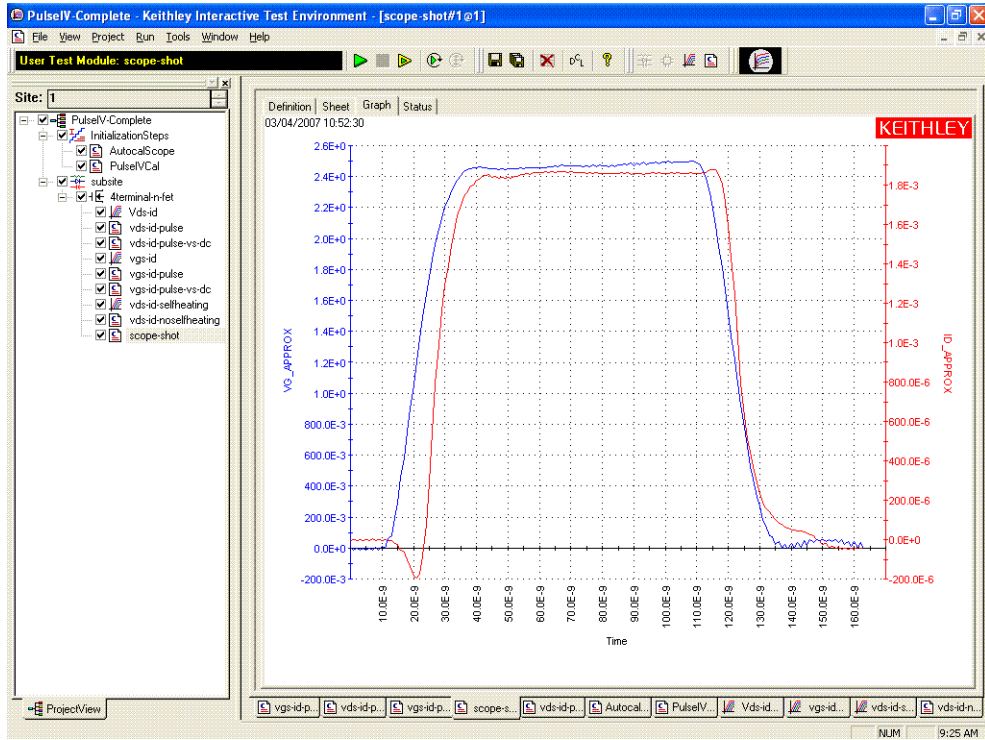 PulseIV-Complete - Keithley Interactive Test Environment - [scope-shot#1@1]
File View Project Run Tools Window Help
User Test Module: scope-shot
Site: 1
PulseIV-Complete
InitializationSteps
AutocalScope
PulseIVCal
subsite
4terminal-n-fet
Vds-id
vds-id-pulse
vds-id-pulse-vs-dc
vgs-id
vgs-id-pulse
vgs-id-pulse-vs-dc
vds-id-selfheating
vds-id-noselfheating
scope-shot
ProjectView
Definition Sheet Graph Status
03/04/2007 10:52:30
KEITHLEY
2.6E+0
2.4E+0
2.2E+0
2.0E+0
1.8E+0
1.6E+0
1.4E+0
1.2E+0
1.0E+0
800.0E-3
600.0E-3
400.0E-3
200.0E-3
0.0E+0
-200.0E-3
VG_APPROX
1.8E-3
1.6E-3
1.4E-3
1.2E-3
1.0E-3
800.0E-6
600.0E-6
400.0E-6
200.0E-6
0.0E+0
-200.0E-6
ID_APPROX
10.0E-9
20.0E-9
30.0E-9
40.0E-9
50.0E-9
60.0E-9
70.0E-9
80.0E-9
90.0E-9
100.0E-9
110.0E-9
120.0E-9
130.0E-9
140.0E-9
150.0E-9
160.0E-9
Time
vgs-id-p... vds-id-p... vgs-id-p... scope-s... vds-id-p... Autocal... PulseIV... Vds-id... vgs-id... vds-id-s... vds-id-n...
NUM 9:25 AM